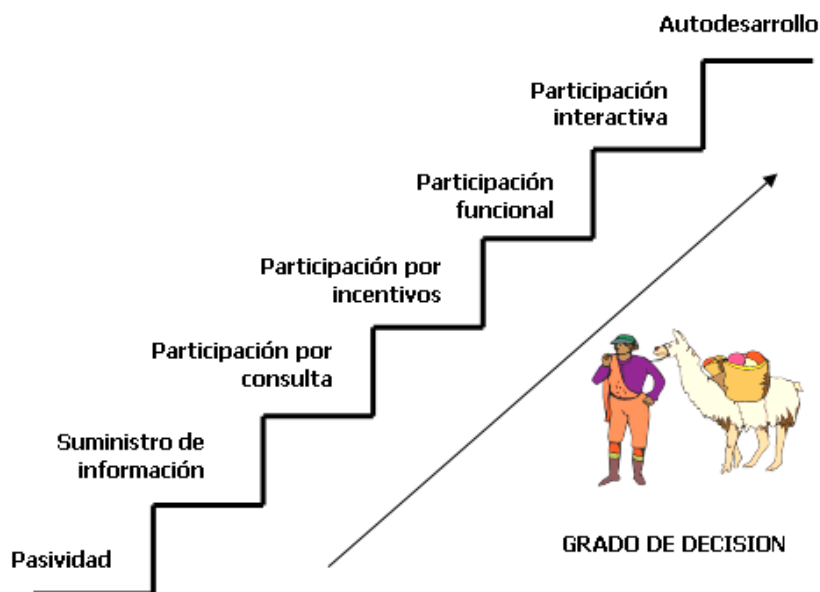 Autodesarrollo
Participación
interactiva
Participación
funcional
Participación por
incentivos
Participación por
consulta
Suministro de
información
Pasividad
GRADO DE DECISION